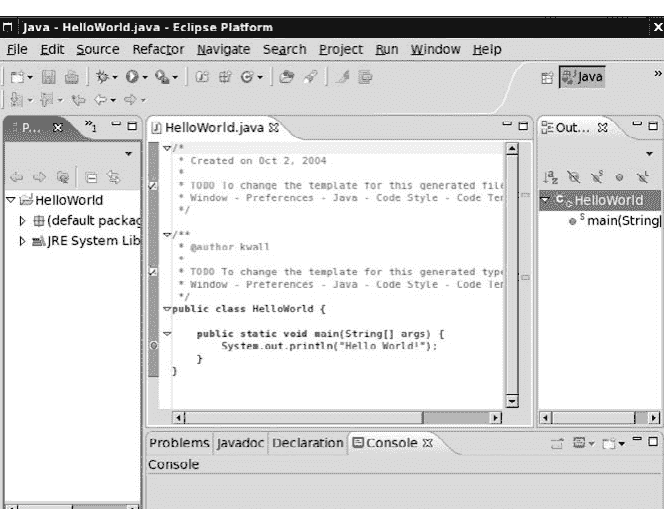 Java - HelloWorld.java - Eclipse Platform
File Edit Source Refactor Navigate Search Project Run Window Help
Java
P...
1
HelloWorld.java
Out...
HelloWorld
(default packag
JRE System Lib
/*
* Created on Oct 2, 2004
*
* TODO To change the template for this generated file
* Window - Preferences - Java - Code Style - Code Tem
*/
/**
* @author kwall
*
* TODO To change the template for this generated type
* Window - Preferences - Java - Code Style - Code Tem
*/
public class HelloWorld {
public static void main(String[] args) {
System.out.println("Hello World!");
}
}
HelloWorld
main(String[
Problems Javadoc Declaration Console
Console